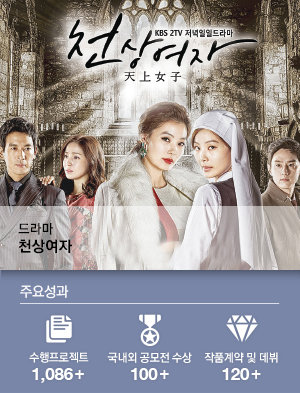 KBS 2TV 저녁일일드라마
천상여자
天上女子
드라마
천상여자
주요성과
수행프로젝트 국내외 공모전 수상 작품계약 및 데뷔
1,086+ 100+ 120+